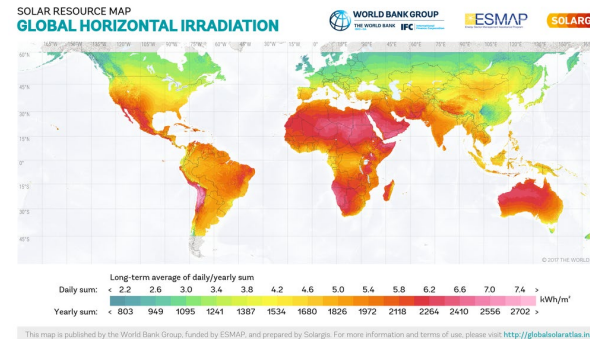 SOLAR RESOURCE MAP
GLOBAL HORIZONTAL IRRADIATION
WORLD BANK GROUP
THE WORLD BANK IFC
ESMAP
SOLARG
60°N
45°N
30°N
15°N
0°
15°S
30°S
45°S
© 2017 THE WORLD
Long-term average of daily/yearly sum
Daily sum: < 2.2 2.6 3.0 3.4 3.8 4.2 4.6 5.0 5.4 5.8 6.2 6.6 7.0 7.4 >
kWh/m²
Yearly sum: < 803 949 1095 1241 1387 1534 1680 1826 1972 2118 2264 2410 2556 2702 >
This map is published by the World Bank Group, funded by ESMAP, and prepared by Solargis. For more information and terms of use, please visit http://globalsolaratlas.in